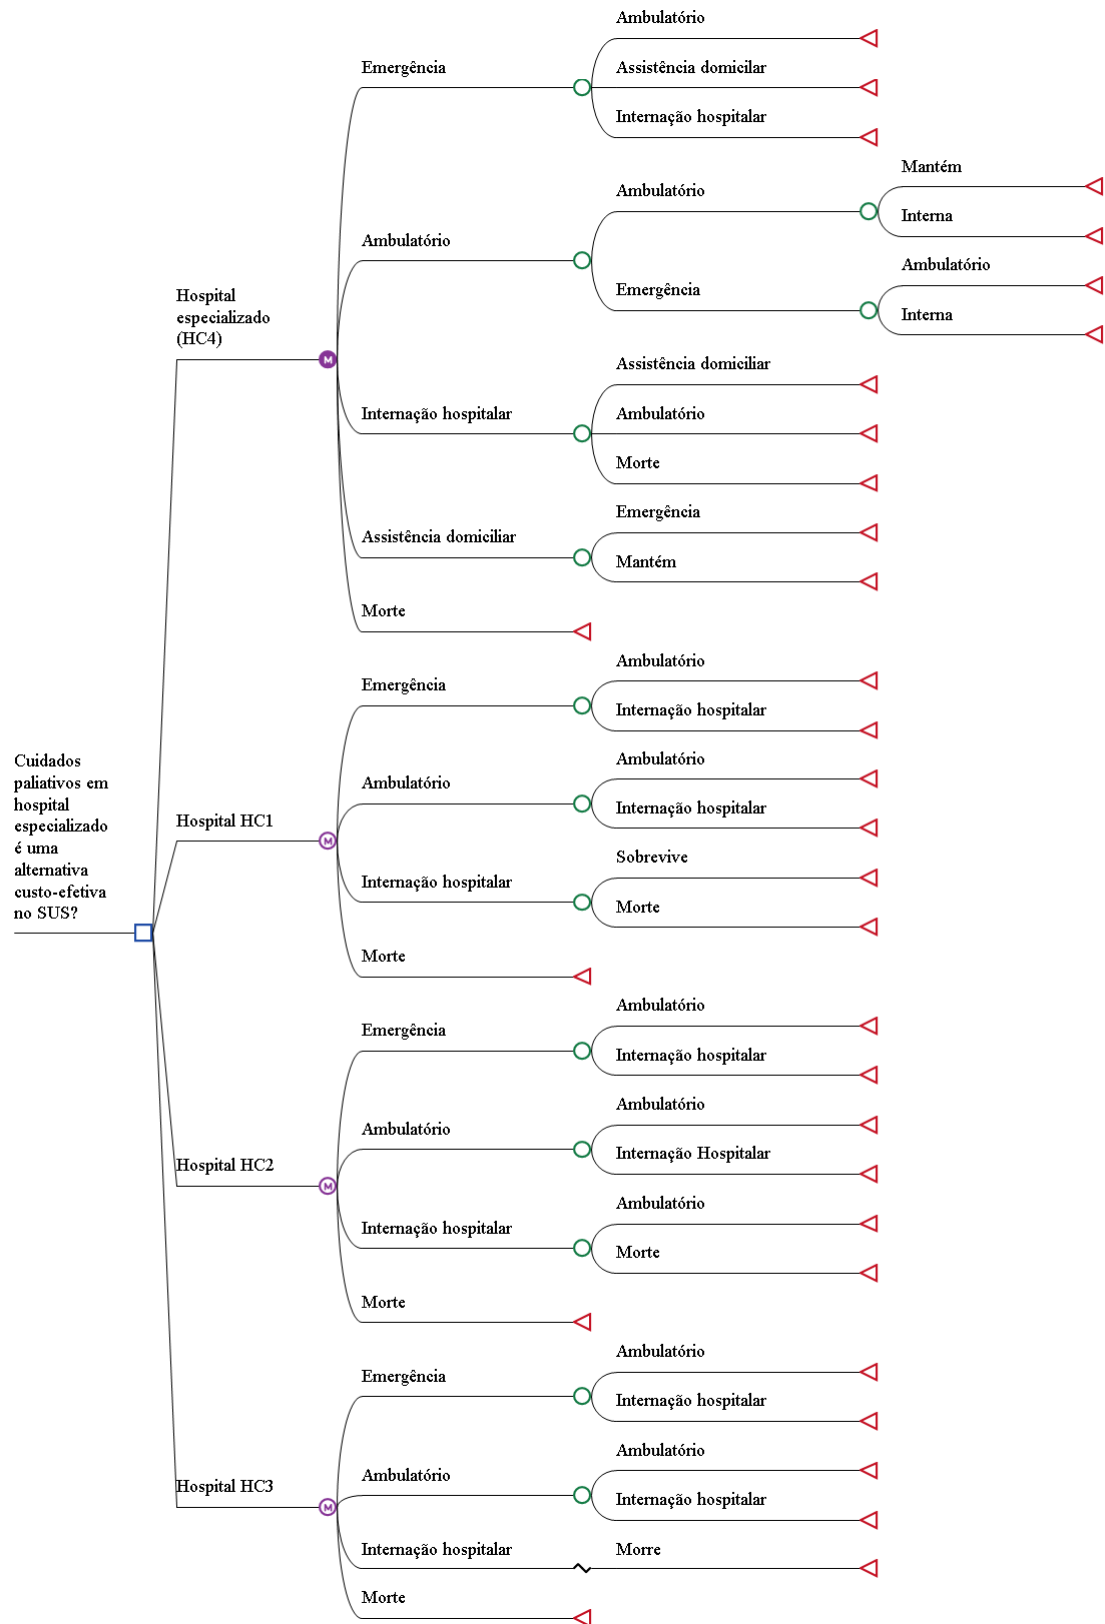 Cuidados
paliativos em
hospital
especializado
é uma
alternativa
custo-efetiva
no SUS?
Hospital
especializado
(HC4)
Emergência
Ambulatório
Assistência domicilar
Internação hospitalar
Ambulatório
Ambulatório
Mantém
Interna
Emergência
Ambulatório
Interna
Internação hospitalar
Assistência domiciliar
Ambulatório
Morte
Assistência domiciliar
Emergência
Mantém
Morte
Hospital HC1
Emergência
Ambulatório
Internação hospitalar
Ambulatório
Ambulatório
Internação hospitalar
Internação hospitalar
Sobrevive
Morte
Morte
Hospital HC2
Emergência
Ambulatório
Internação hospitalar
Ambulatório
Ambulatório
Internação Hospitalar
Internação hospitalar
Ambulatório
Morte
Morte
Hospital HC3
Emergência
Ambulatório
Internação hospitalar
Ambulatório
Ambulatório
Internação hospitalar
Internação hospitalar
Morre
Morte